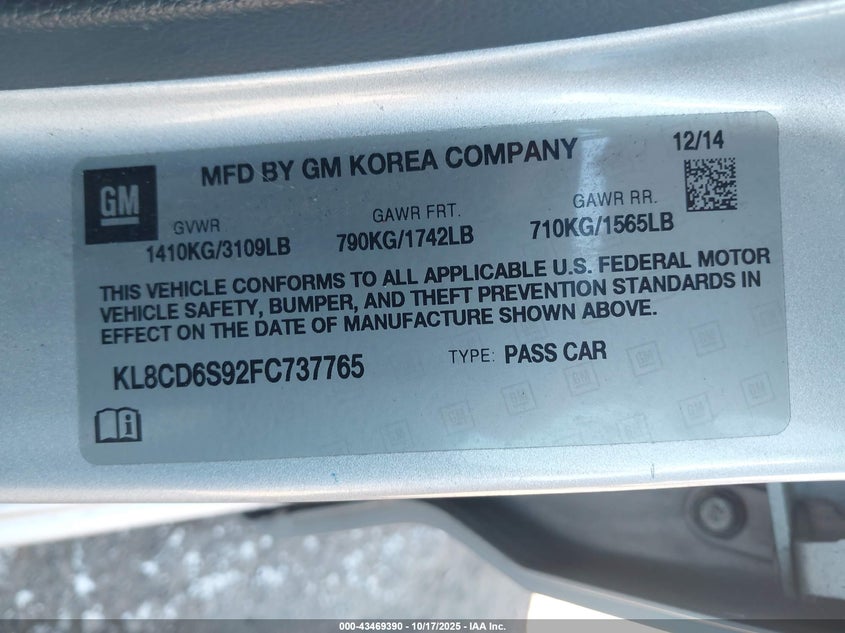 12/14
MFD BY GM KOREA COMPANY
GM
GVWR
1410KG/3109LB
GAWR FRT.
790KG/1742LB
GAWR RR.
710KG/1565LB
THIS VEHICLE CONFORMS TO ALL APPLICABLE U.S. FEDERAL MOTOR
VEHICLE SAFETY, BUMPER, AND THEFT PREVENTION STANDARDS IN
EFFECT ON THE DATE OF MANUFACTURE SHOWN ABOVE.
KL8CD6S92FC737765
TYPE: PASS CAR
000-43469390 - 10/17/2025 - IAA Inc.